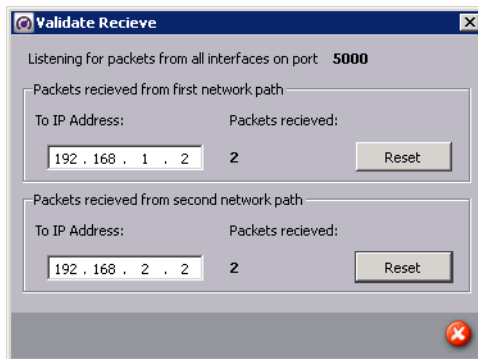 Validate Recieve
Listening for packets from all interfaces on port 5000
Packets recieved from first network path
To IP Address: Packets recieved:
192 . 168 . 1 . 2 2 Reset
Packets recieved from second network path
To IP Address: Packets recieved:
192 . 168 . 2 . 2 2 Reset